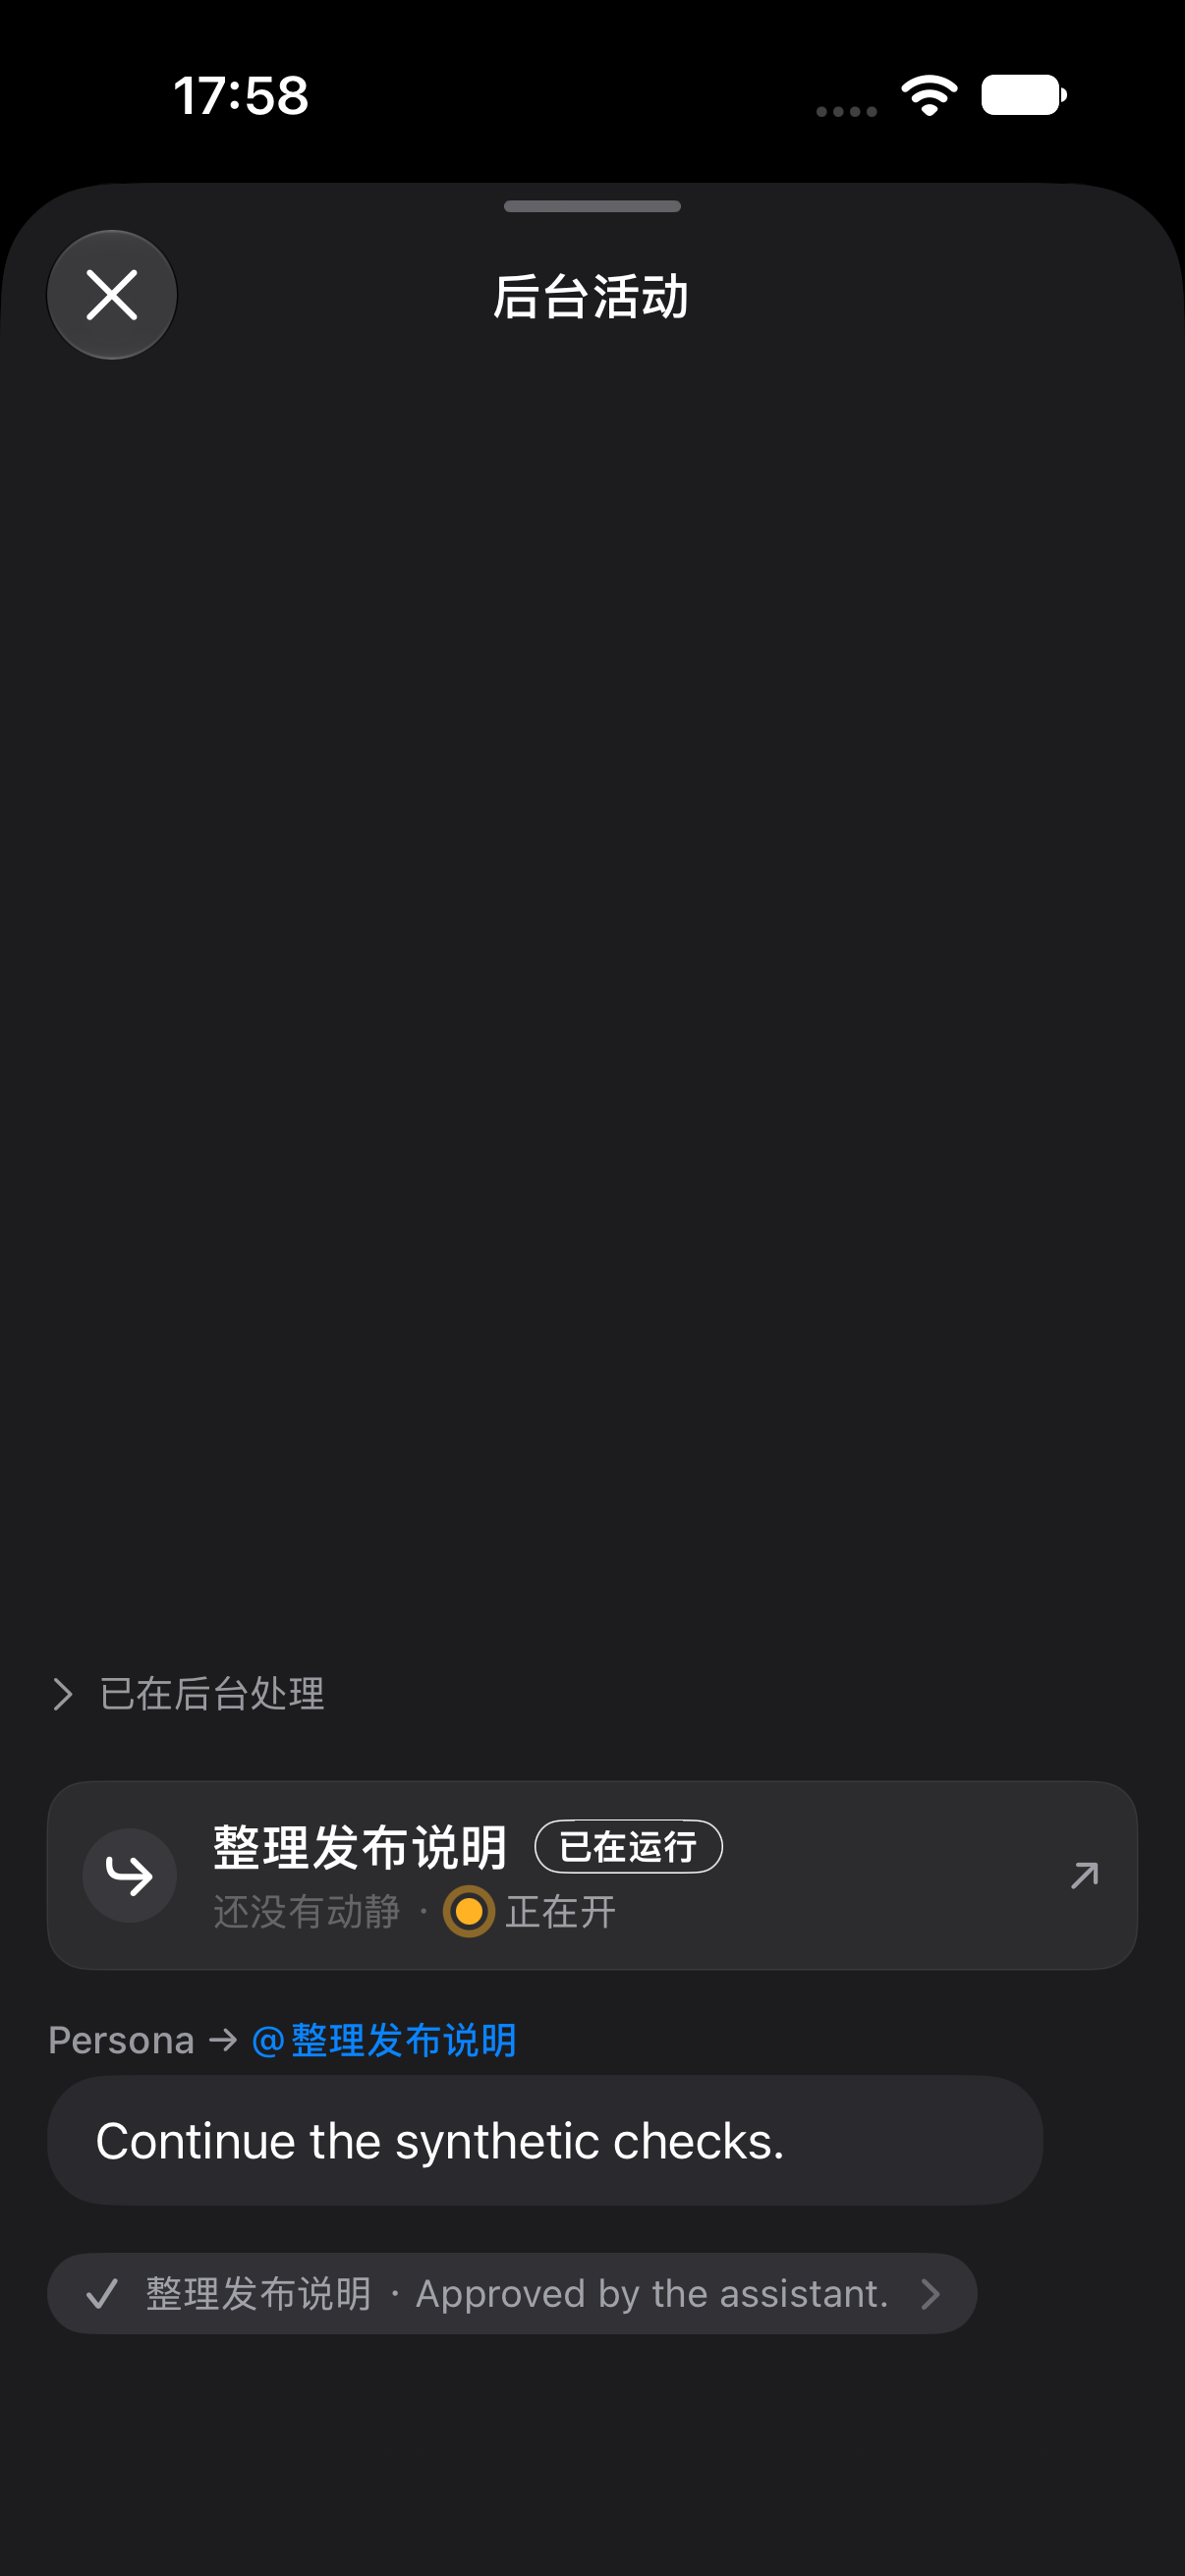 17:58
后台活动
已在后台处理
整理发布说明 已在运行
还没有动静 · 正在开
Persona → @整理发布说明
Continue the synthetic checks.
整理发布说明 · Approved by the assistant.